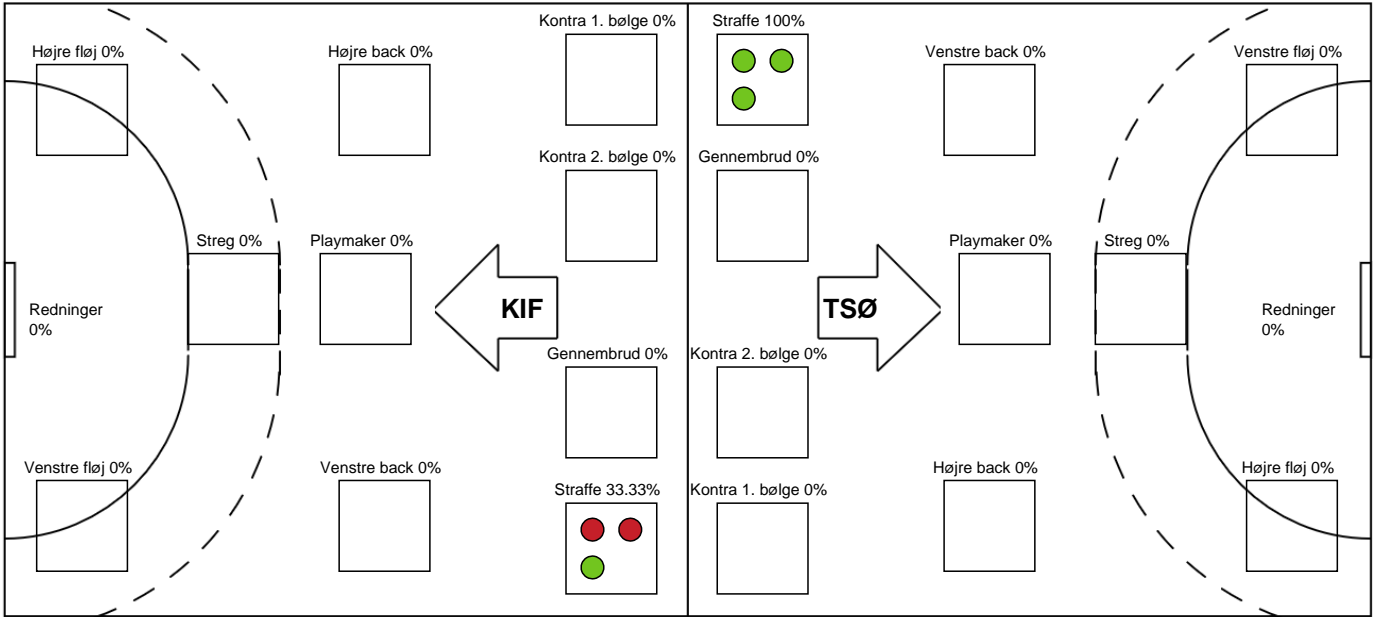 Kontra 1. bølge 0%
Straffe 100%
Højre fløj 0%
Højre back 0%
Venstre back 0%
Venstre fløj 0%
Kontra 2. bølge 0%
Gennembrud 0%
Streg 0%
Playmaker 0%
Playmaker 0%
Streg 0%
Redninger
0%
KIF
TSØ
Redninger
0%
Gennembrud 0%
Kontra 2. bølge 0%
Venstre fløj 0%
Venstre back 0%
Højre back 0%
Højre fløj 0%
Straffe 33.33%
Kontra 1. bølge 0%